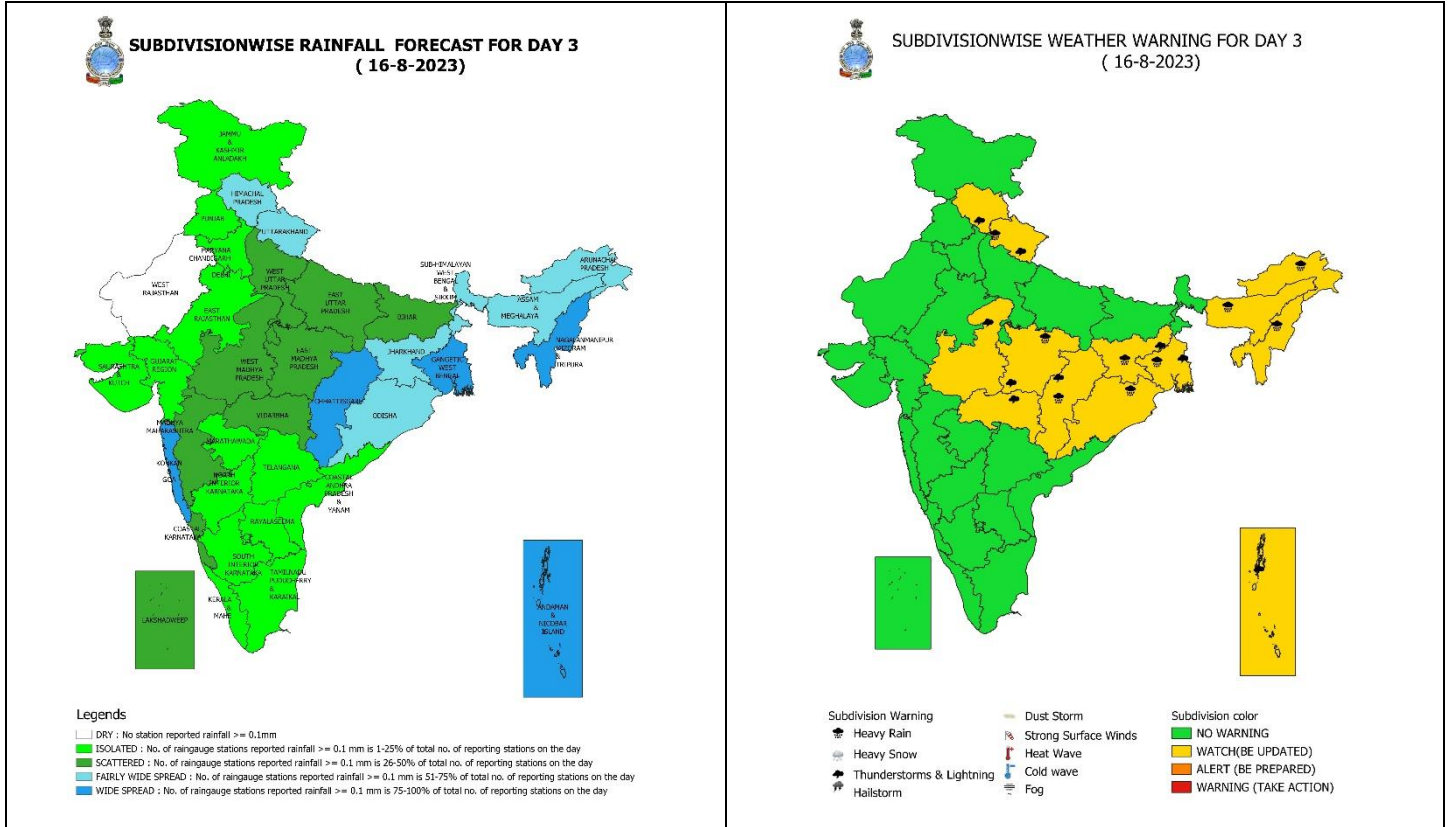 SUBDIVISIONWISE RAINFALL FORECAST FOR DAY 3
( 16-8-2023)
JAMMU
&
KASHMIR
ANLADAKH
HIMACHAL
PRADESH
PUNJAB
UTTARAKHAND
HARYANA
CHANDIGARH
&
DELHI
WEST
RAJASTHAN
WEST
UTTAR
PRADESH
EAST
UTTAR
PRADESH
SUB-HIMALAYAN
WEST
BENGAL
&
SIKKIM
ARUNACHAL
PRADESH
ASSAM
&
MEGHALAYA
EAST
RAJASTHAN
BIHAR
NAGALANMANIPUR
MIZORAM
&
TRIPURA
SAURASHTRA
&
KUTCH
GUJARAT
REGION
WEST
MADHYA
PRADESH
EAST
MADHYA
PRADESH
JHARKHAND
GANGETIC
WEST
BENGAL
CHHATTISGARH
ODISHA
VIDARBHA
MADHYA
MAHARASHTRA
MARATHAWADA
KONKAN
&
GOA
TELANGANA
NORTH
INTERIOR
KARNATAKA
COASTAL
ANDHRA
PRADESH
&
YANAM
RAYALASEEMA
COASTAL
KARNATAKA
SOUTH
INTERIOR
KARNATAKA
TAMILNADU
PUDUCHERRY
&
KARAIKAL
KERALA
&
MAHE
LAKSHADWEEP
ANDAMAN
&
NICOBAR
ISLAND
Legends
DRY : No station reported rainfall >= 0.1mm
ISOLATED : No. of raingauge stations reported rainfall >= 0.1 mm is 1-25% of total no. of reporting stations on the day
SCATTERED : No. of raingauge stations reported rainfall >= 0.1 mm is 26-50% of total no. of reporting stations on the day
FAIRLY WIDE SPREAD : No. of raingauge stations reported rainfall >= 0.1 mm is 51-75% of total no. of reporting stations on the day
WIDE SPREAD : No. of raingauge stations reported rainfall >= 0.1 mm is 75-100% of total no. of reporting stations on the day
SUBDIVISIONWISE WEATHER WARNING FOR DAY 3
( 16-8-2023)
Subdivision Warning
Heavy Rain
Heavy Snow
Thunderstorms & Lightning
Hailstorm
Dust Storm
Strong Surface Winds
Heat Wave
Cold wave
Fog
Subdivision color
NO WARNING
WATCH(BE UPDATED)
ALERT (BE PREPARED)
WARNING (TAKE ACTION)